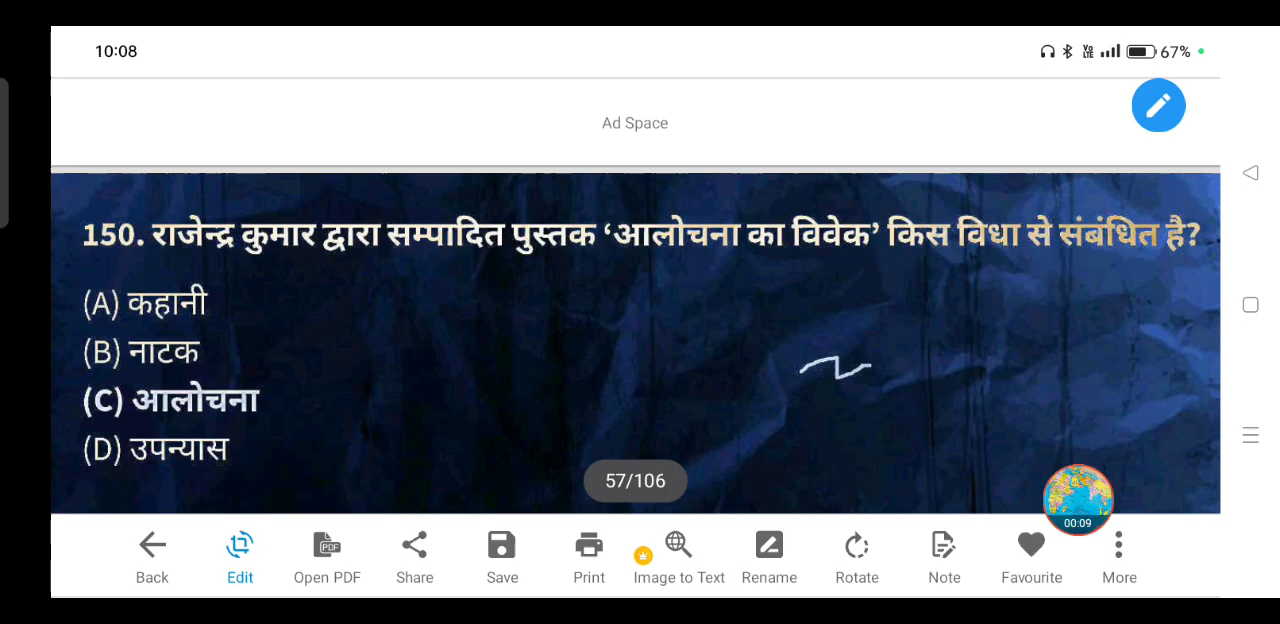 10:08
67%
Ad Space
150. राजेन्द्र कुमार द्वारा सम्पादित पुस्तक ‘आलोचना का विवेक’ किस विधा से संबंधित है?
(A) कहानी
(B) नाटक
(C) आलोचना
(D) उपन्यास
57/106
00:09
Back Edit Open PDF Share Save Print Image to Text Rename Rotate Note Favourite More